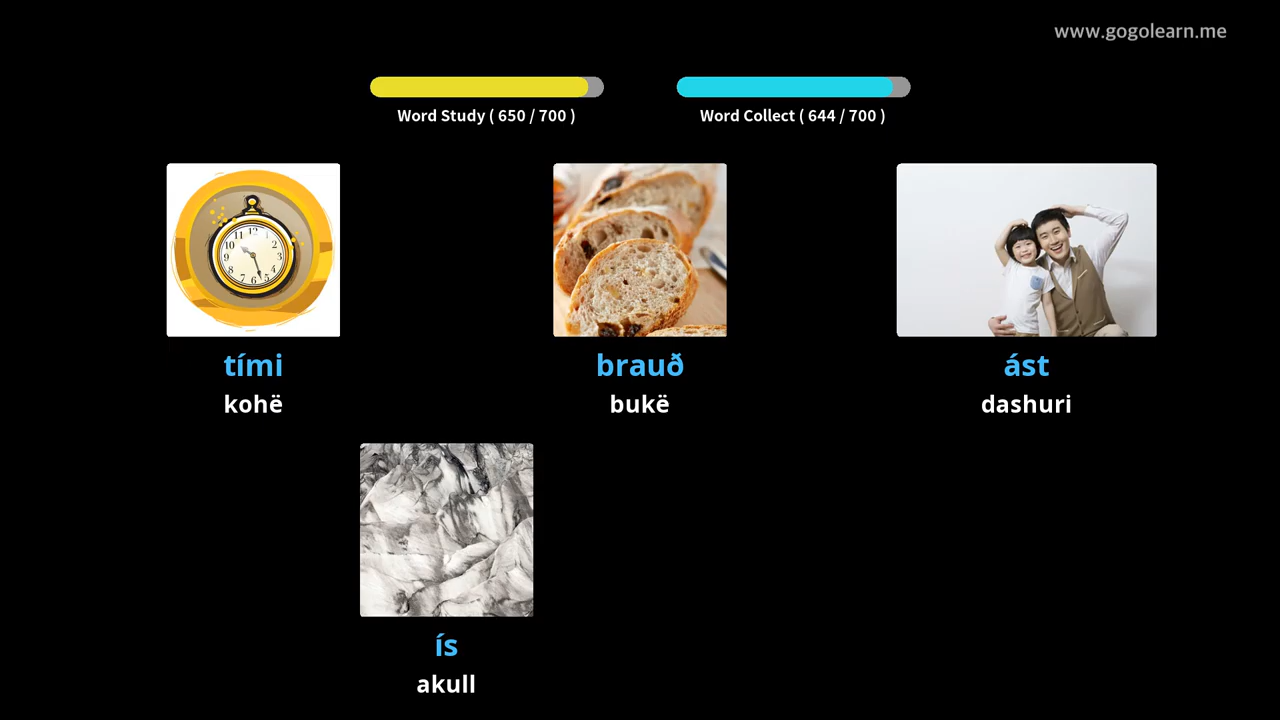 www.gogolearn.me
Word Study ( 650 / 700 )
Word Collect ( 644 / 700 )
tími
kohë
brauð
bukë
ást
dashuri
ís
akull